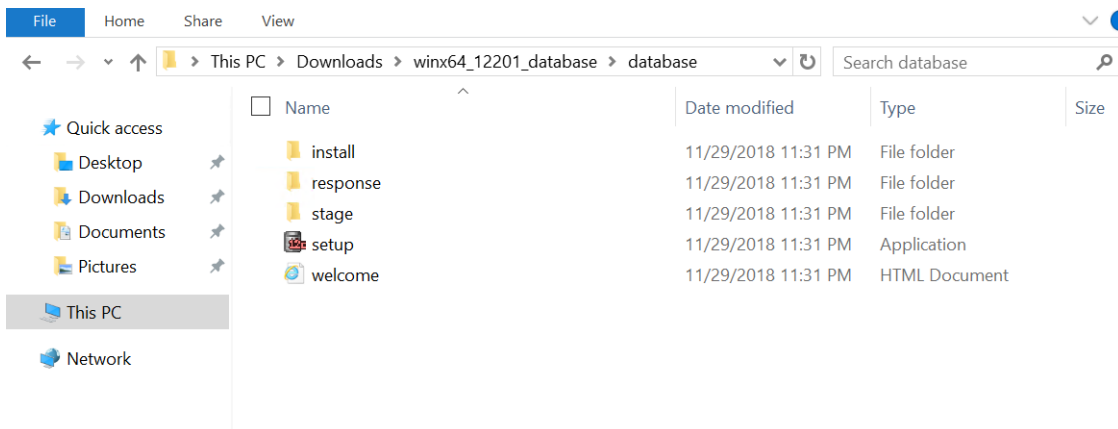 File Home Share View
This PC Downloads winx64_12201_database database Search database
Name Date modified Type Size
Quick access
Desktop
Downloads
Documents
Pictures
This PC
Network
install 11/29/2018 11:31 PM File folder
response 11/29/2018 11:31 PM File folder
stage 11/29/2018 11:31 PM File folder
setup 11/29/2018 11:31 PM Application
welcome 11/29/2018 11:31 PM HTML Document